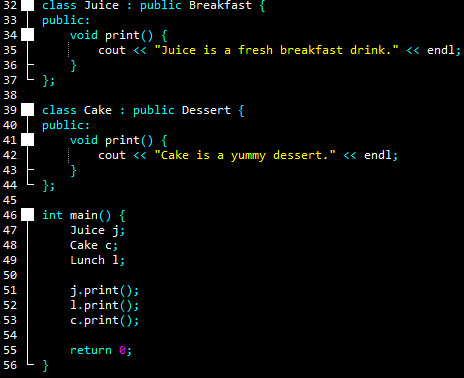 32 class Juice : public Breakfast {
33 public:
34     void print() {
35         cout << "Juice is a fresh breakfast drink." << endl;
36     }
37 };
38
39 class Cake : public Dessert {
40 public:
41     void print() {
42         cout << "Cake is a yummy dessert." << endl;
43     }
44 };
45
46 int main() {
47     Juice j;
48     Cake c;
49     Lunch l;
50
51     j.print();
52     l.print();
53     c.print();
54
55     return 0;
56 }